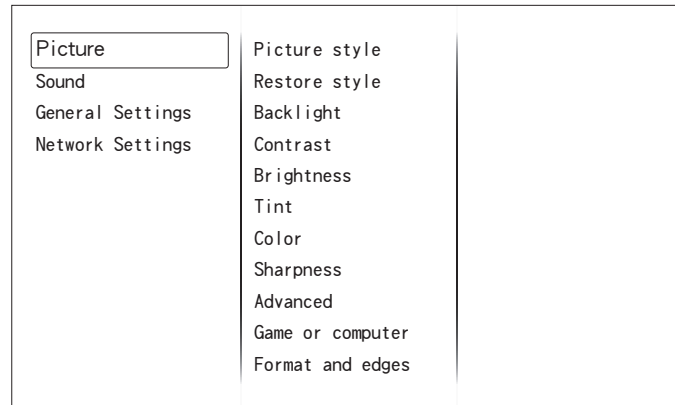 Picture
Sound
General Settings
Network Settings
Picture style
Restore style
Backlight
Contrast
Brightness
Tint
Color
Sharpness
Advanced
Game or computer
Format and edges